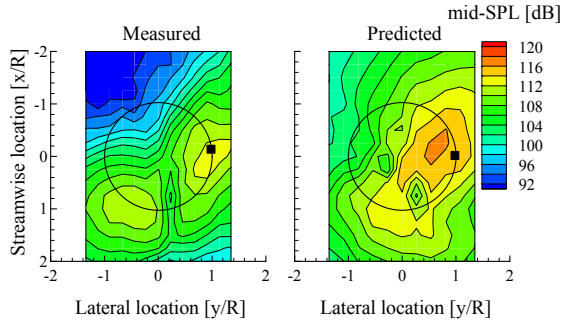 mid-SPL [dB]
Measured
Predicted
Streamwise location [x/R]
-2
-1
0
1
2
-2 -1 0 1 2
-2 -1 0 1 2
Lateral location [y/R]
Lateral location [y/R]
120
116
112
108
104
100
96
92